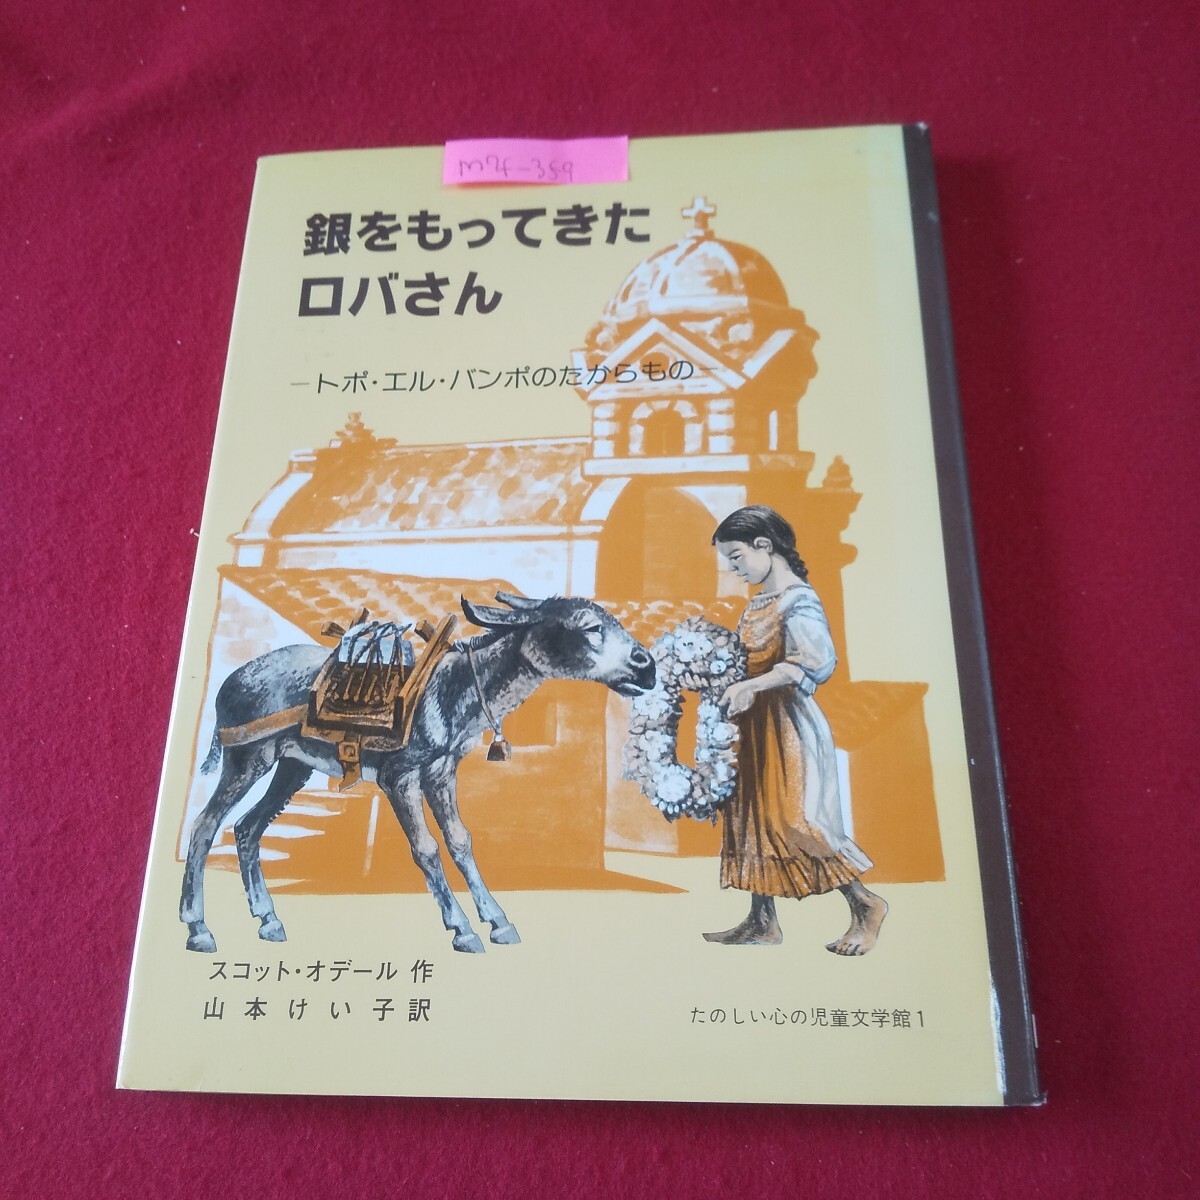 m2f-359
銀をもってきた
ロバさん
―トポ・エル・バンポのたからもの―
スコット・オデール 作
山本けい子訳
たのしい心の児童文学館1